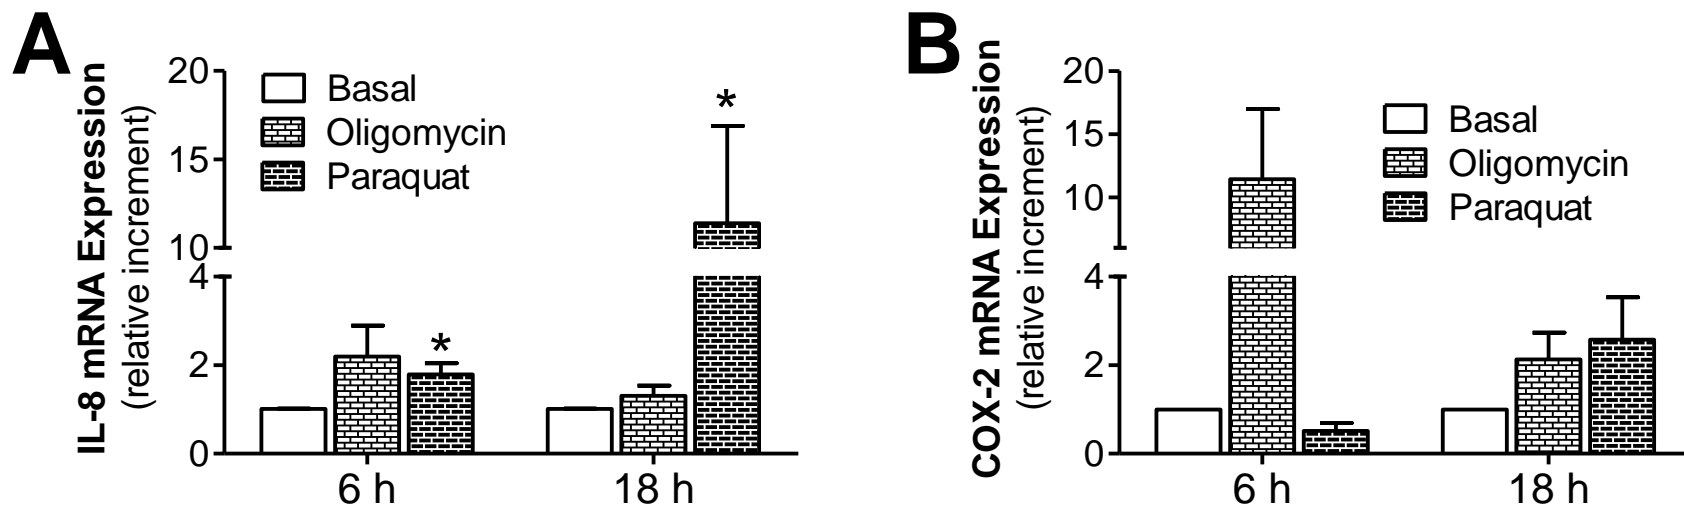 A
IL-8 mRNA Expression
(relative increment)
20
15
10
4
2
0
Basal
Oligomycin
Paraquat
*
*
6 h
18 h
B
COX-2 mRNA Expression
(relative increment)
20
15
10
4
2
0
Basal
Oligomycin
Paraquat
6 h
18 h